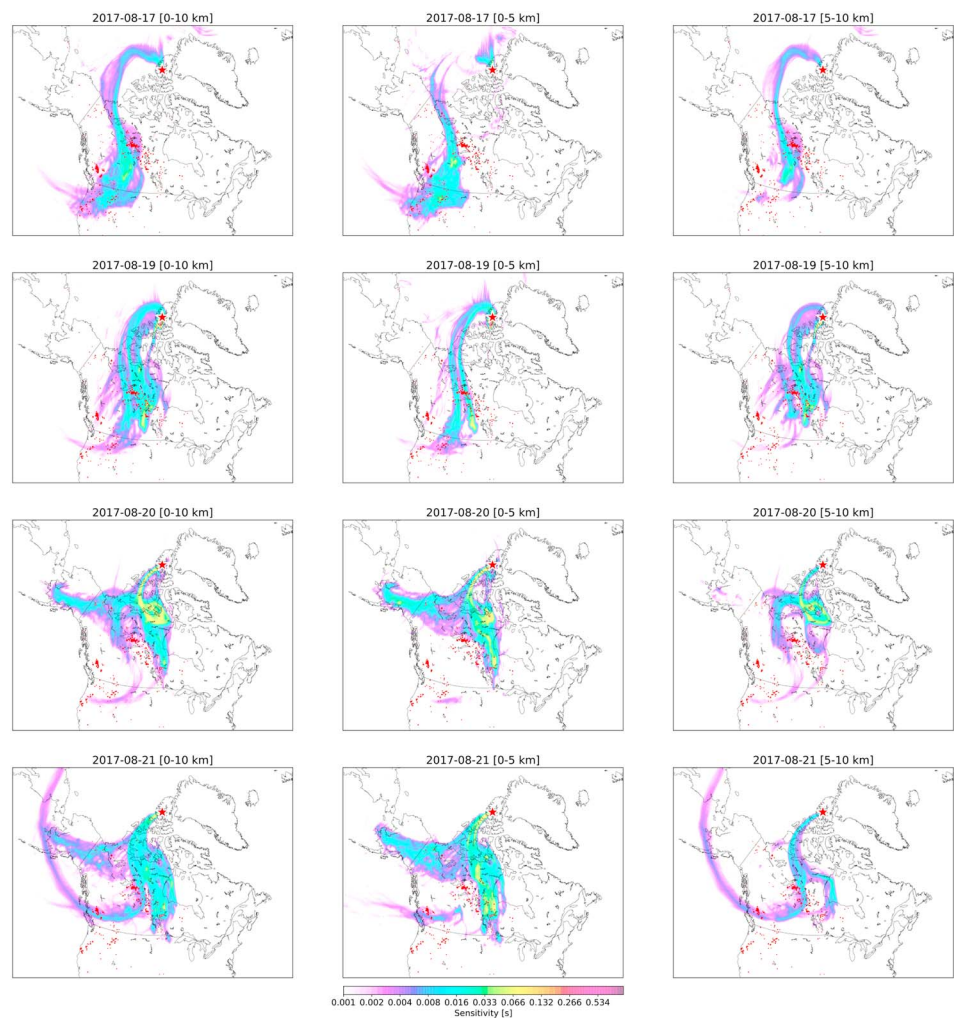 2017-08-17 [0-10 km]
2017-08-17 [0-5 km]
2017-08-17 [5-10 km]
2017-08-19 [0-10 km]
2017-08-19 [0-5 km]
2017-08-19 [5-10 km]
2017-08-20 [0-10 km]
2017-08-20 [0-5 km]
2017-08-20 [5-10 km]
2017-08-21 [0-10 km]
2017-08-21 [0-5 km]
2017-08-21 [5-10 km]
0.001 0.002 0.004 0.008 0.016 0.033 0.066 0.132 0.266 0.534
Sensitivity [s]